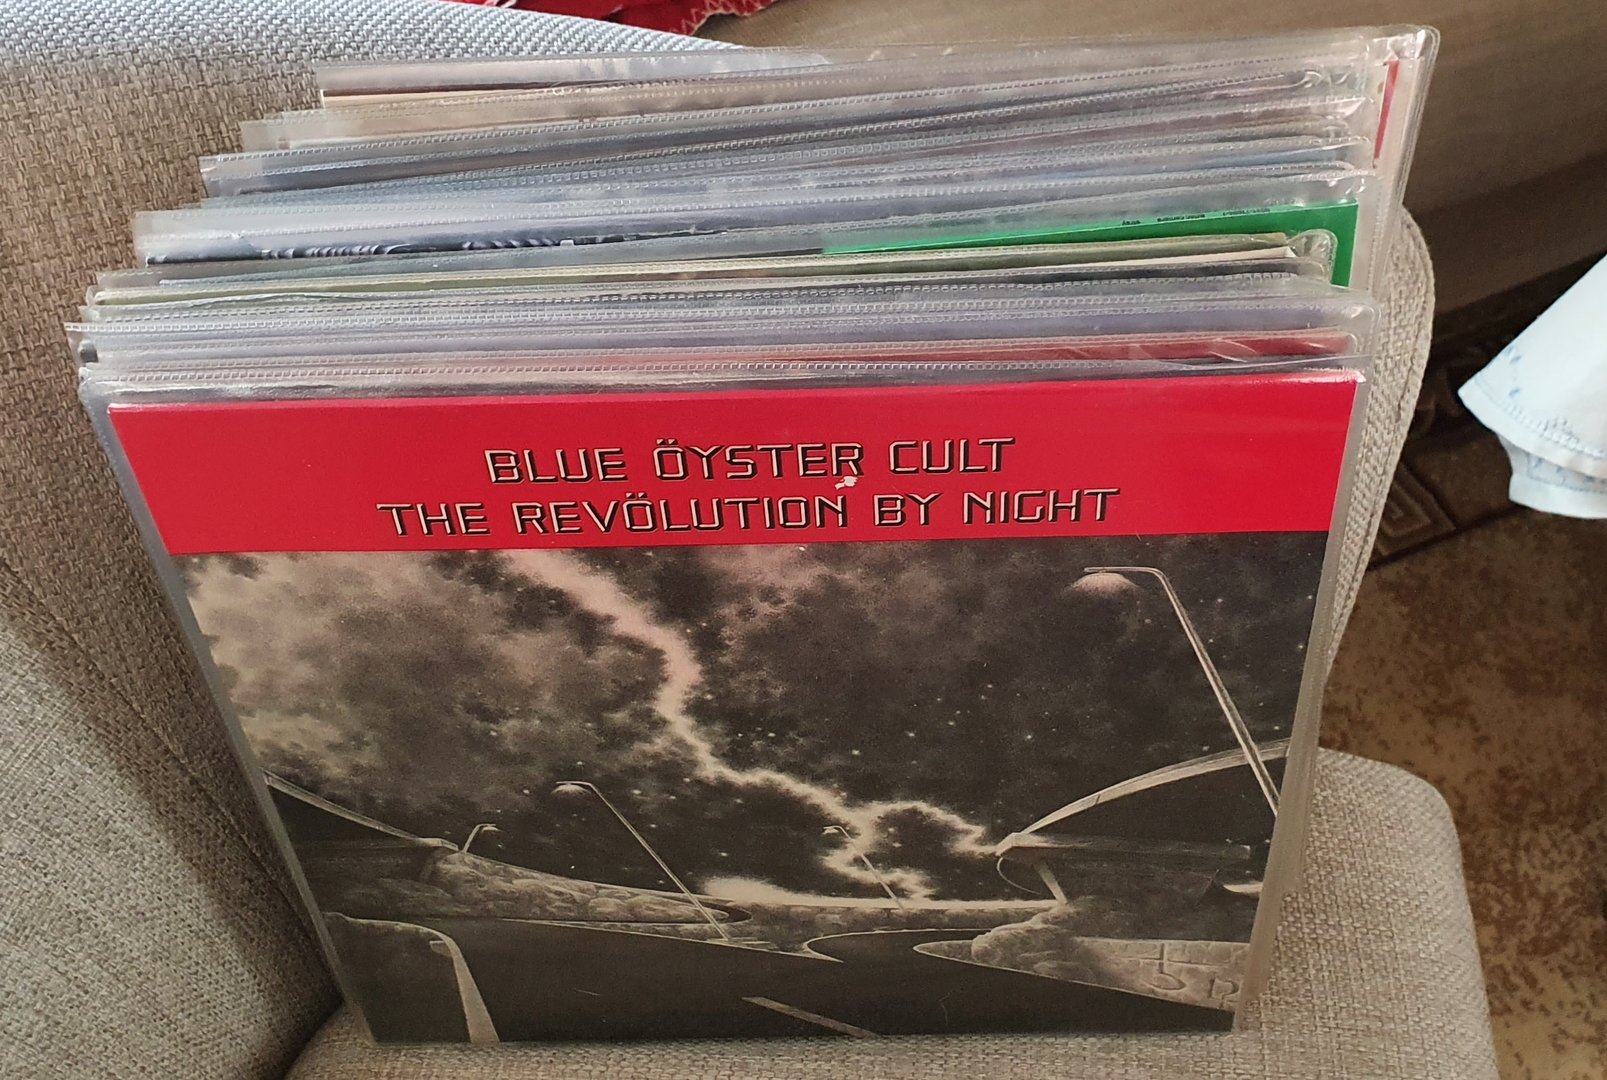 BLUE ÖYSTER CULT
THE REVÖLUTION BY NIGHT